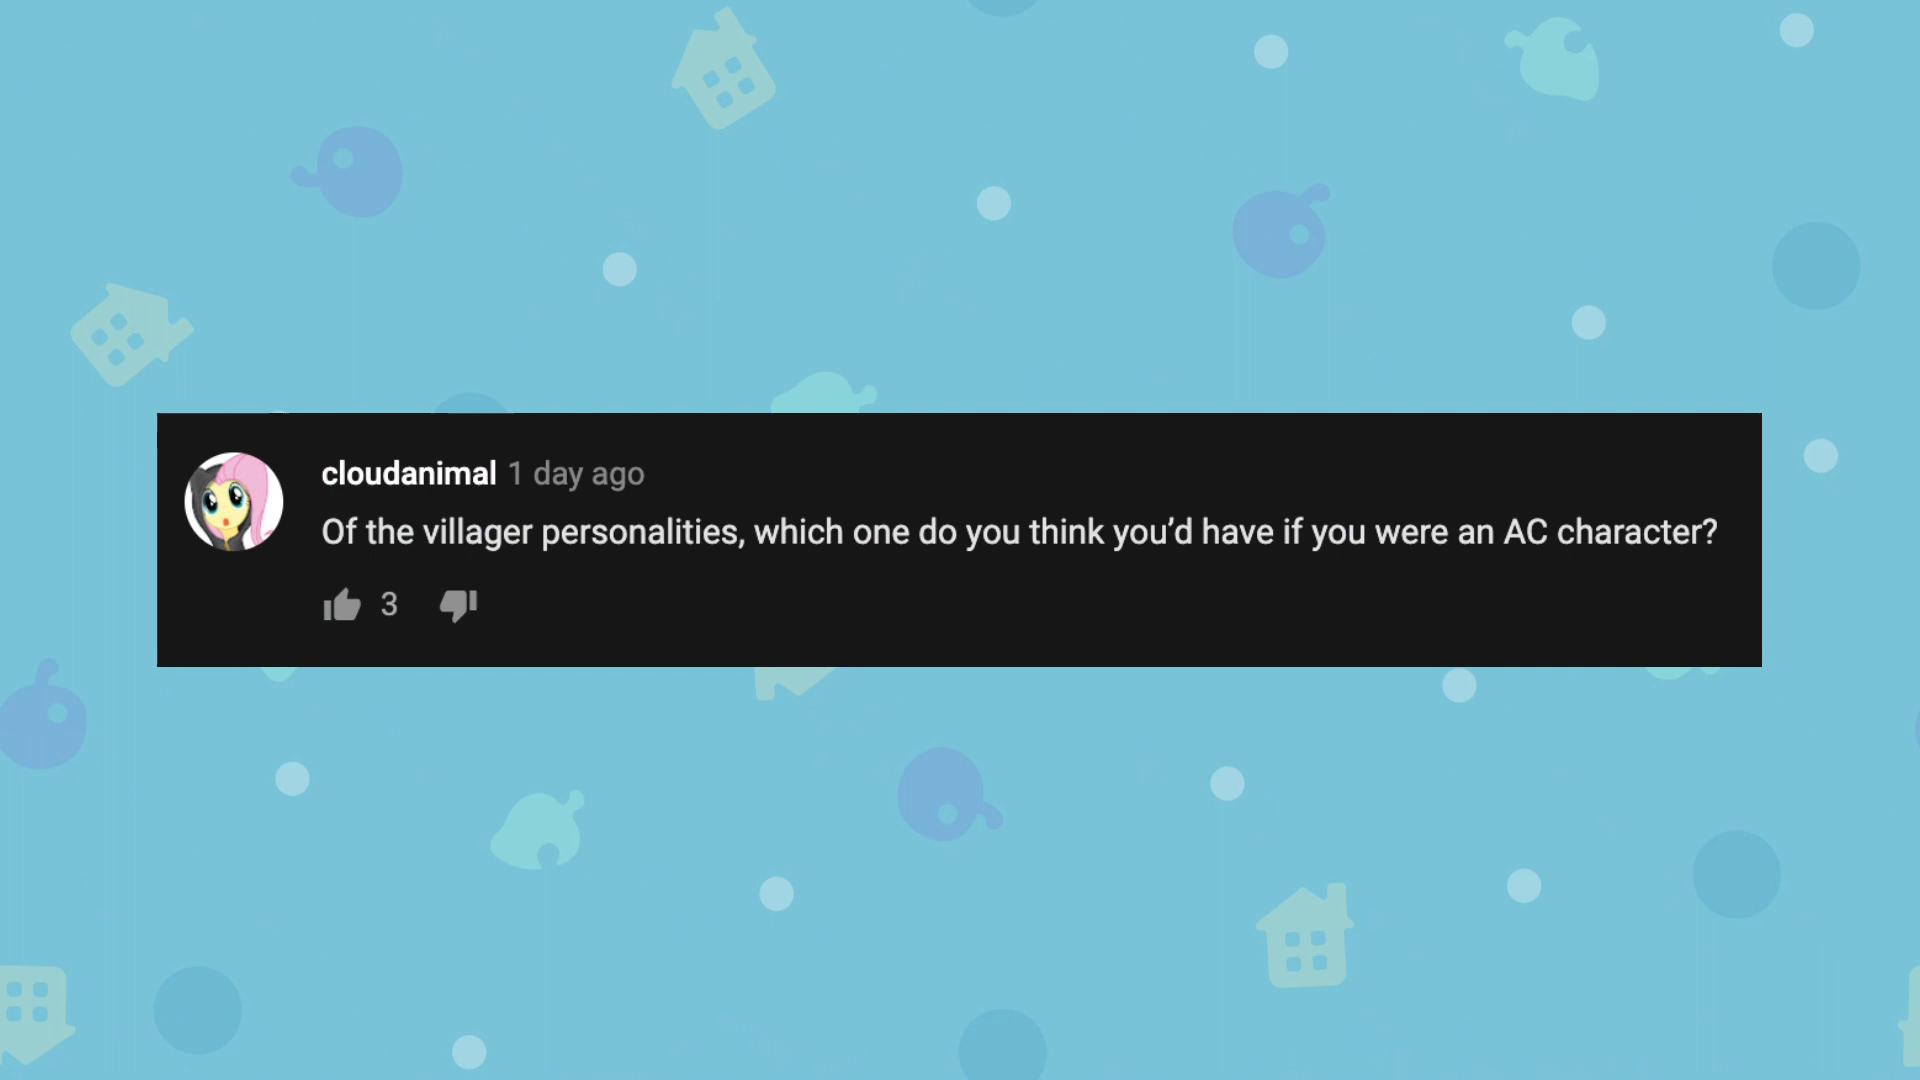 cloudanimal 1 day ago
Of the villager personalities, which one do you think you’d have if you were an AC character?
3